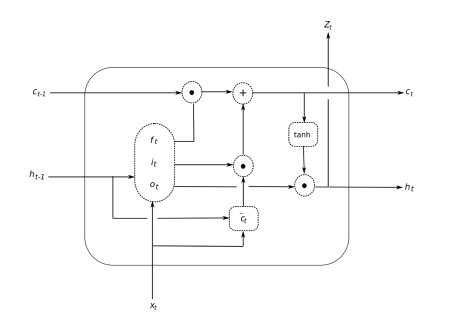 Z_t
c_{t-1}
+
c_t
tanh
f_t
i_t
h_{t-1}
o_t
h_t
c̄_t
x_t